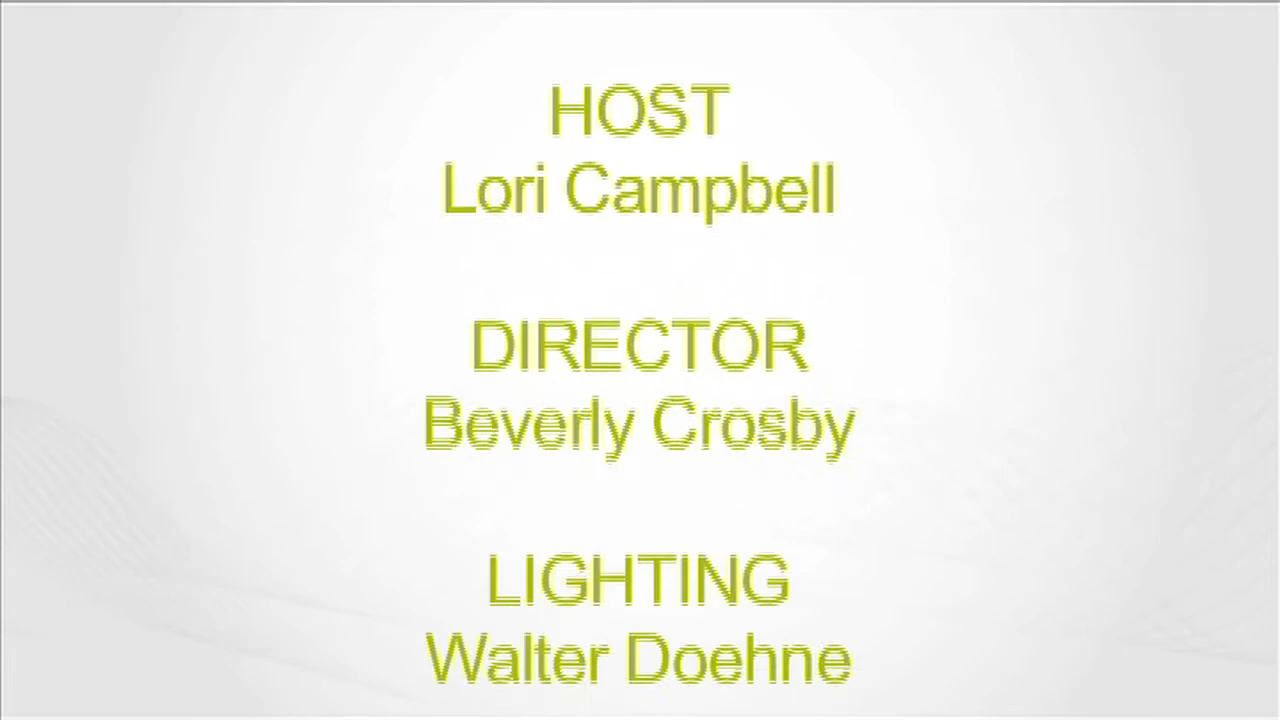 HOST
Lori Campbell
DIRECTOR
Beverly Crosby
LIGHTING
Walter Doehne